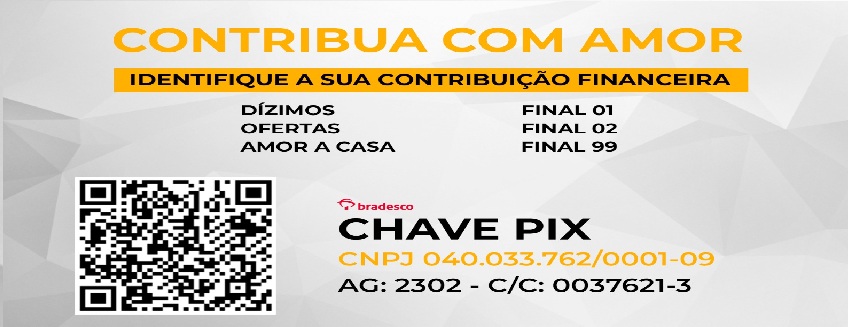 CONTRIBUA COM AMOR
IDENTIFIQUE A SUA CONTRIBUIÇÃO FINANCEIRA
DÍZIMOS FINAL 01
OFERTAS FINAL 02
AMOR A CASA FINAL 99
bradesco
CHAVE PIX
CNPJ 040.033.762/0001-09
AG: 2302 - C/C: 0037621-3